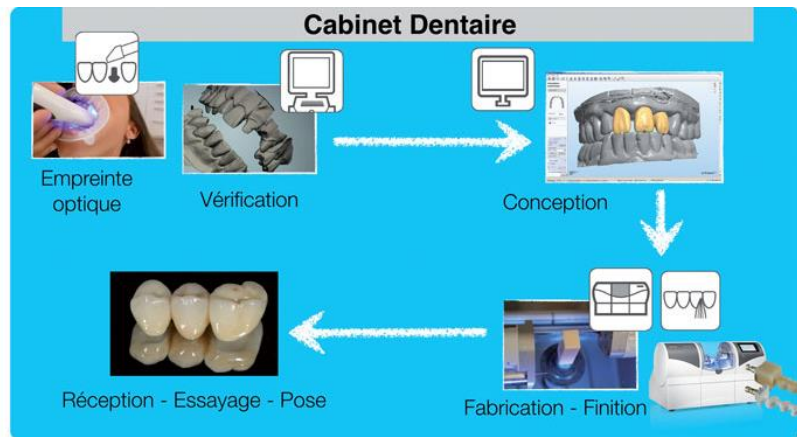 Cabinet Dentaire
Empreinte
optique
Vérification
Conception
Réception - Essayage - Pose
Fabrication - Finition